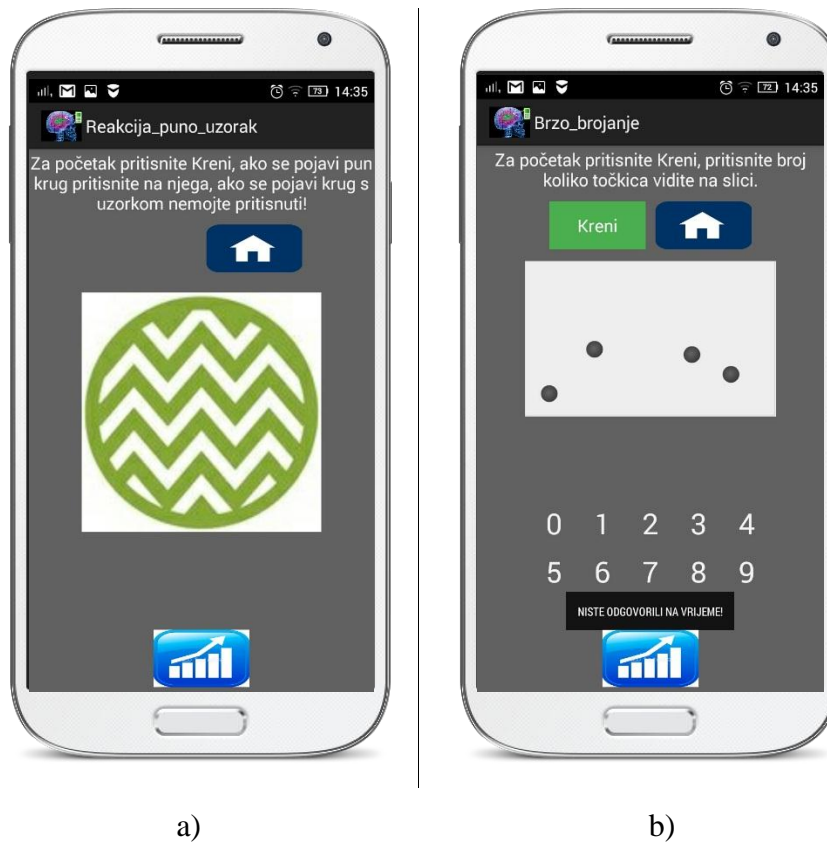 73 14:35
Reakcija_puno_uzorak
Za početak pritisnite Kreni, ako se pojavi pun
krug pritisnite na njega, ako se pojavi krug s
uzorkom nemojte pritisnuti!
72 14:35
Brzo_brojanje
Za početak pritisnite Kreni, pritisnite broj
koliko točkica vidite na slici.
Kreni
0 1 2 3 4
5 6 7 8 9
NISTE ODGOVORILI NA VRIJEME!
a)
b)